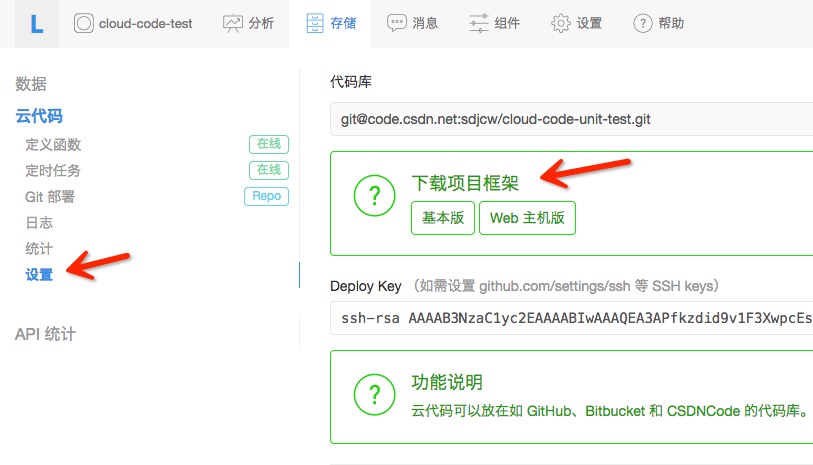 L cloud-code-test 分析 存储 消息 组件 设置 ? 帮助
数据
云代码
定义函数 在线
定时任务 在线
Git 部署 Repo
日志
统计
设置
API 统计
代码库
git@code.csdn.net:sdjcw/cloud-code-unit-test.git
? 下载项目框架
基本版 Web 主机版
Deploy Key （如需设置 github.com/settings/ssh 等 SSH keys）
ssh-rsa AAAAB3NzaC1yc2EAAAABIwAAAQEA3APfkzdid9v1F3XwpcEs
? 功能说明
云代码可以放在如 GitHub、Bitbucket 和 CSDNCode 的代码库。